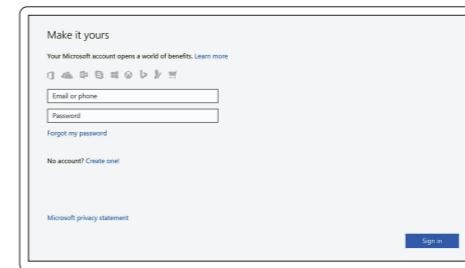 Make it yours
Your Microsoft account opens a world of benefits. Learn more
Email or phone
Password
Forgot my password
No account? Create one!
Microsoft privacy statement
Sign in